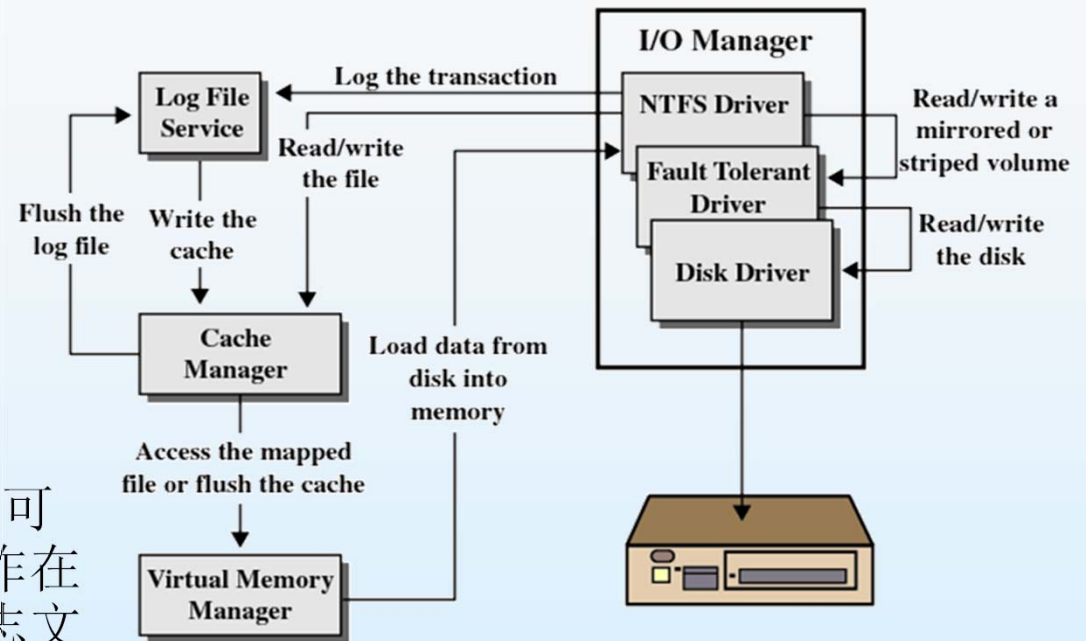 I/O Manager
Log the transaction
Log File
Service
NTFS Driver
Read/write a
mirrored or
striped volume
Read/write
the file
Fault Tolerant
Driver
Flush the
log file
Write the
cache
Read/write
the disk
Disk Driver
Cache
Manager
Load data from
disk into
memory
Access the mapped
file or flush the cache
可
作在
志文
Virtual Memory
Manager